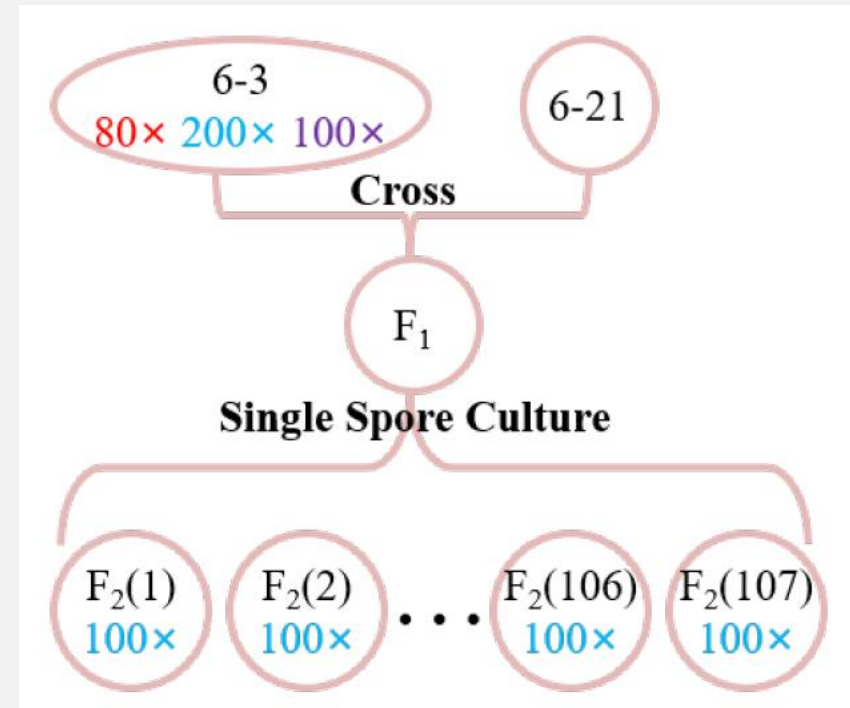 6-3
80× 200× 100×
6-21
Cross
F₁
Single Spore Culture
F₂(1)
100×
F₂(2)
100×
...
F₂(106)
100×
F₂(107)
100×